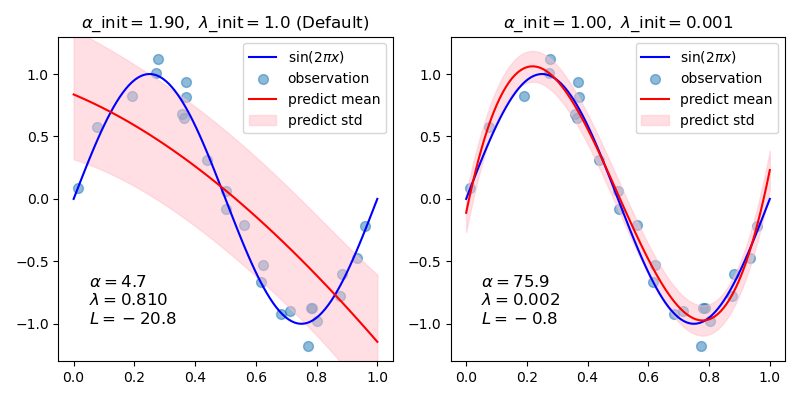 α_init = 1.90, λ_init = 1.0 (Default)
sin(2πx)
observation
predict mean
predict std
1.0
0.5
0.0
−0.5
−1.0
α = 4.7
λ = 0.810
L = −20.8
0.0 0.2 0.4 0.6 0.8 1.0
α_init = 1.00, λ_init = 0.001
sin(2πx)
observation
predict mean
predict std
1.0
0.5
0.0
−0.5
−1.0
α = 75.9
λ = 0.002
L = −0.8
0.0 0.2 0.4 0.6 0.8 1.0